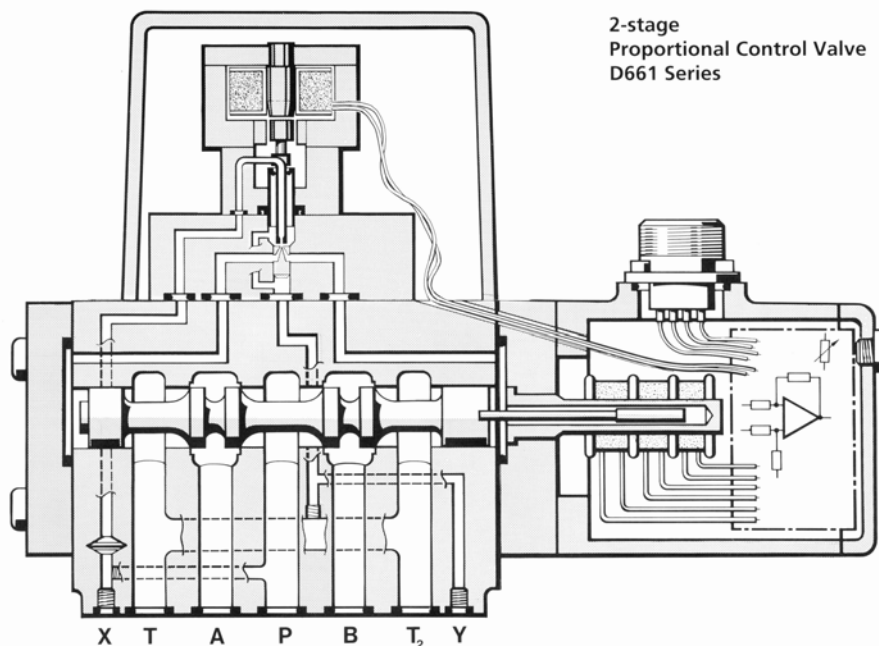 2-stage
Proportional Control Valve
D661 Series
X T A P B T₂ Y